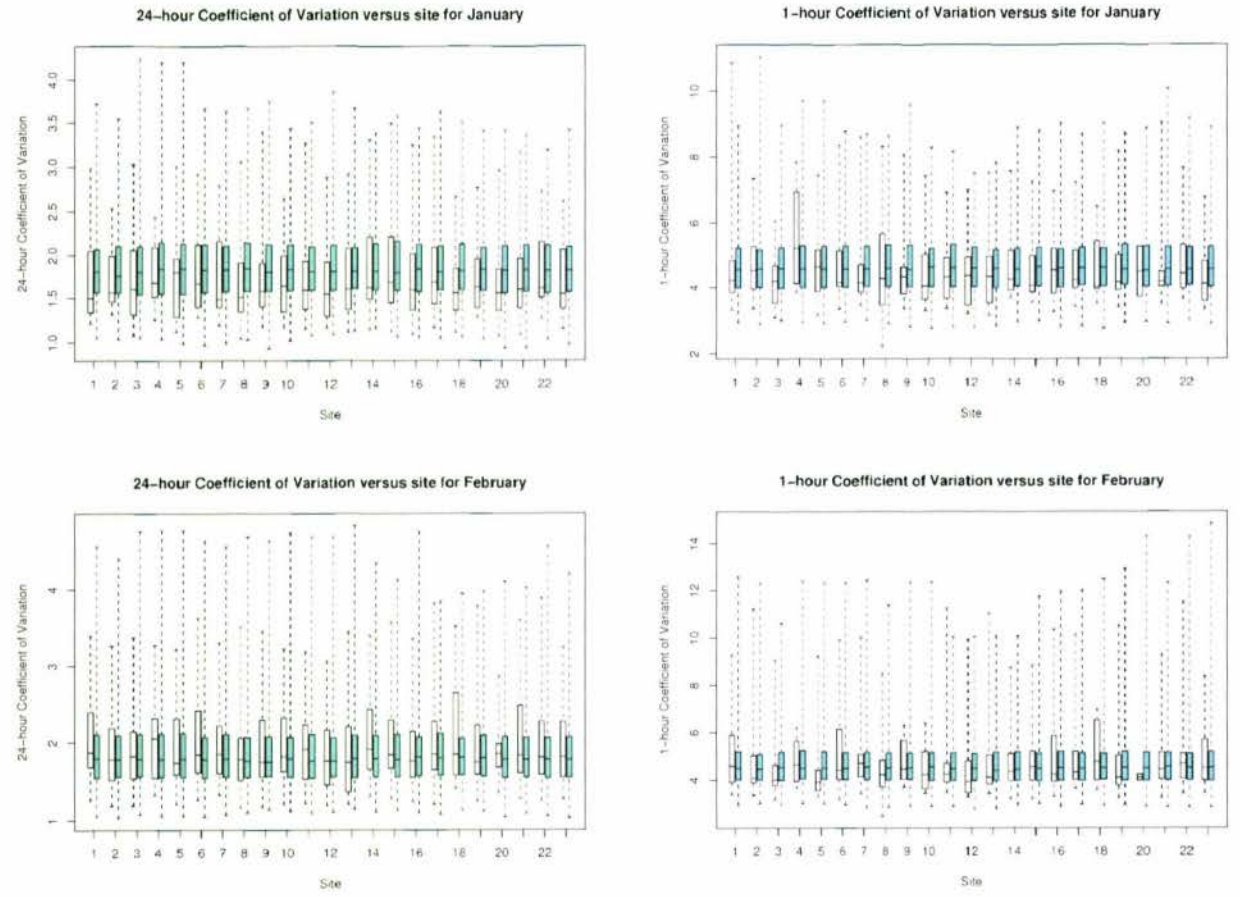 24-hour Coefficient of Variation versus site for January
24-hour Coefficient of Variation
4.0
3.5
3.0
2.5
2.0
1.5
1.0
1 2 3 4 5 6 7 8 9 10 12 14 16 18 20 22
Site
1-hour Coefficient of Variation versus site for January
1-hour Coefficient of Variation
10
8
6
4
2
1 2 3 4 5 6 7 8 9 10 12 14 16 18 20 22
Site
24-hour Coefficient of Variation versus site for February
24-hour Coefficient of Variation
4
3
2
1
1 2 3 4 5 6 7 8 9 10 12 14 16 18 20 22
Site
1-hour Coefficient of Variation versus site for February
1-hour Coefficient of Variation
14
12
10
8
6
4
1 2 3 4 5 6 7 8 9 10 12 14 16 18 20 22
Site